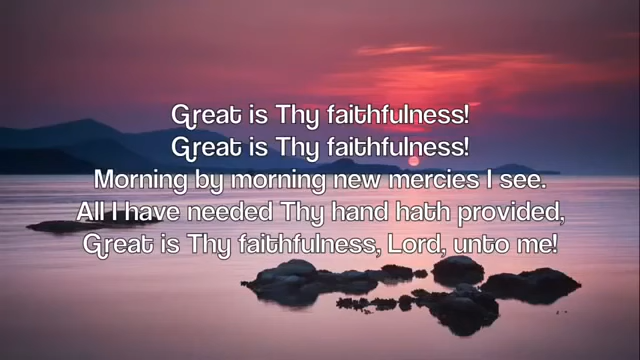 Great is Thy faithfulness!
Great is Thy faithfulness!
Morning by morning new mercies I see.
All I have needed Thy hand hath provided,
Great is Thy faithfulness, Lord, unto me!